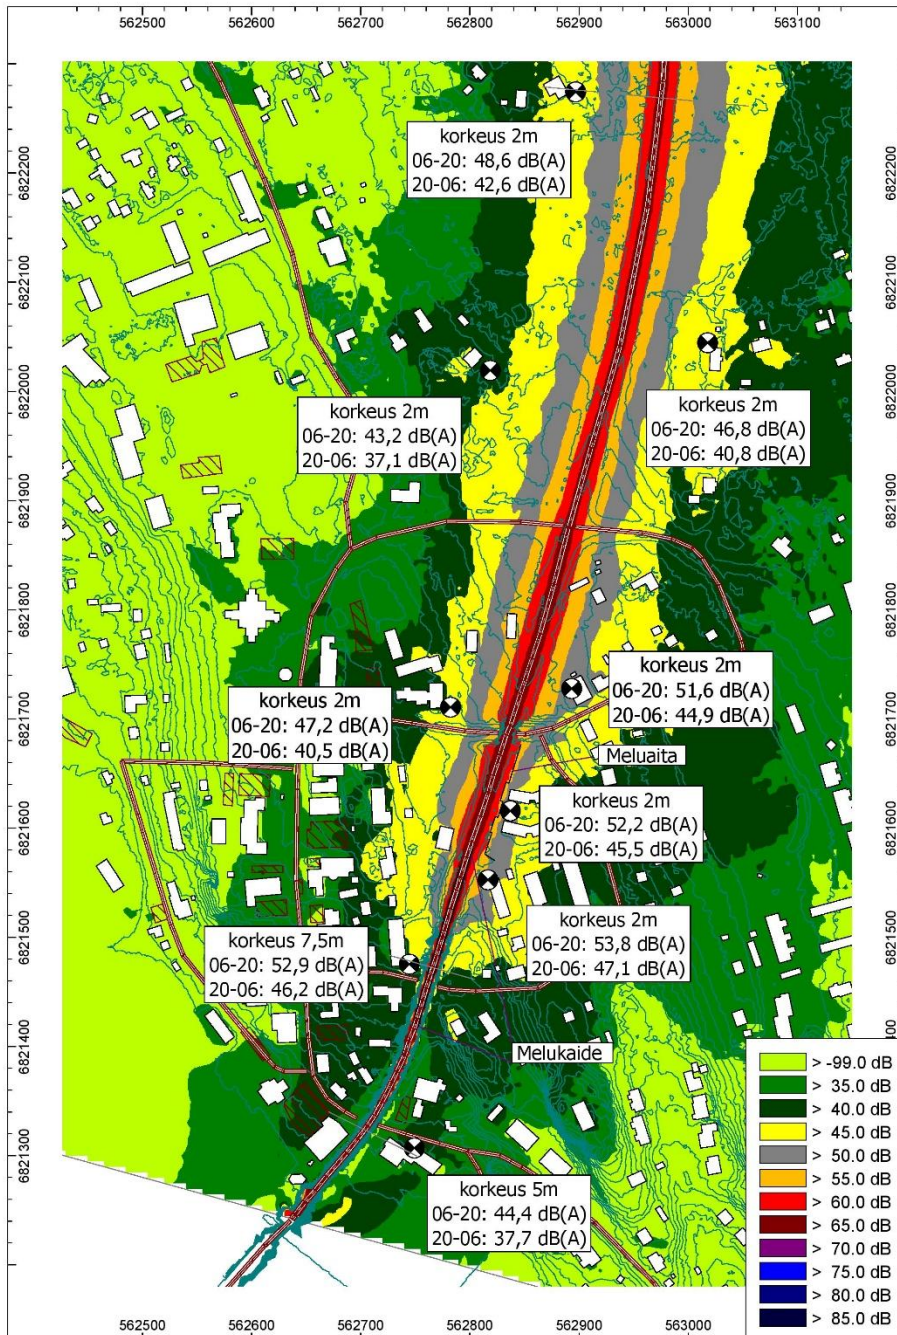 562500 562600 562700 562800 562900 563000 563100
6822200
6822200
korkeus 2m
06-20: 48,6 dB(A)
20-06: 42,6 dB(A)
6822100
6822100
6822000
6822000
korkeus 2m
06-20: 43,2 dB(A)
20-06: 37,1 dB(A)
korkeus 2m
06-20: 46,8 dB(A)
20-06: 40,8 dB(A)
6821900
6821900
6821800
6821800
korkeus 2m
06-20: 47,2 dB(A)
20-06: 40,5 dB(A)
korkeus 2m
06-20: 51,6 dB(A)
20-06: 44,9 dB(A)
6821700
6821700
Meluaita
korkeus 2m
06-20: 52,2 dB(A)
20-06: 45,5 dB(A)
6821600
6821600
korkeus 7,5m
06-20: 52,9 dB(A)
20-06: 46,2 dB(A)
korkeus 2m
06-20: 53,8 dB(A)
20-06: 47,1 dB(A)
6821500
6821500
6821400
400
Melukaide
6821300
korkeus 5m
06-20: 44,4 dB(A)
20-06: 37,7 dB(A)
> -99.0 dB
> 35.0 dB
> 40.0 dB
> 45.0 dB
> 50.0 dB
> 55.0 dB
> 60.0 dB
> 65.0 dB
> 70.0 dB
> 75.0 dB
> 80.0 dB
> 85.0 dB
562500 562600 562700 562800 562900 563000